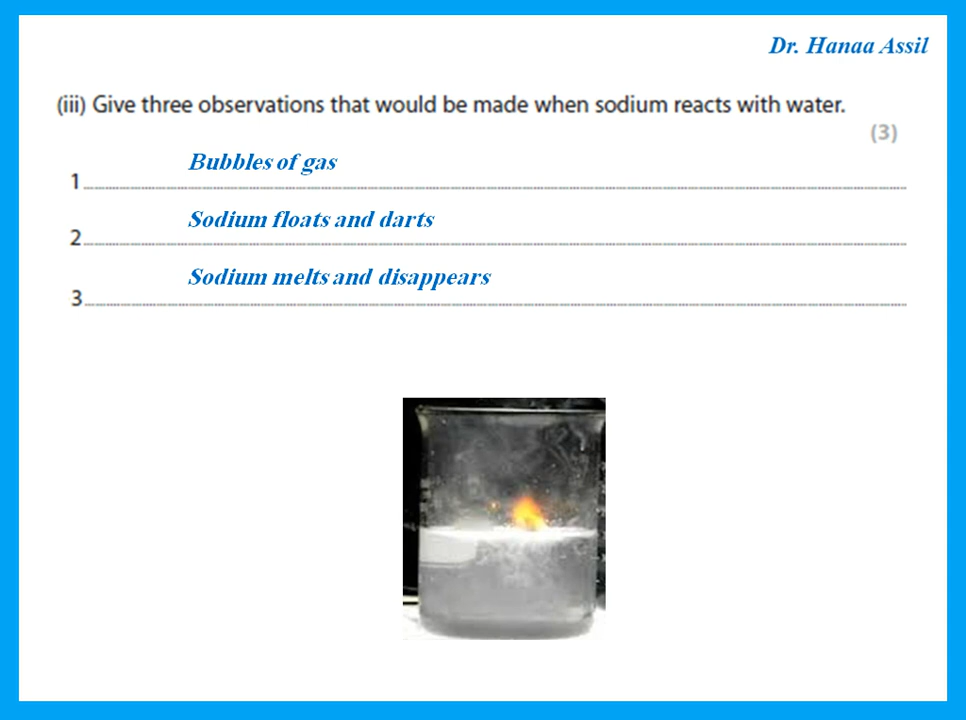 Dr. Hanaa Assil
(iii) Give three observations that would be made when sodium reacts with water.
(3)
1 Bubbles of gas
2 Sodium floats and darts
3 Sodium melts and disappears